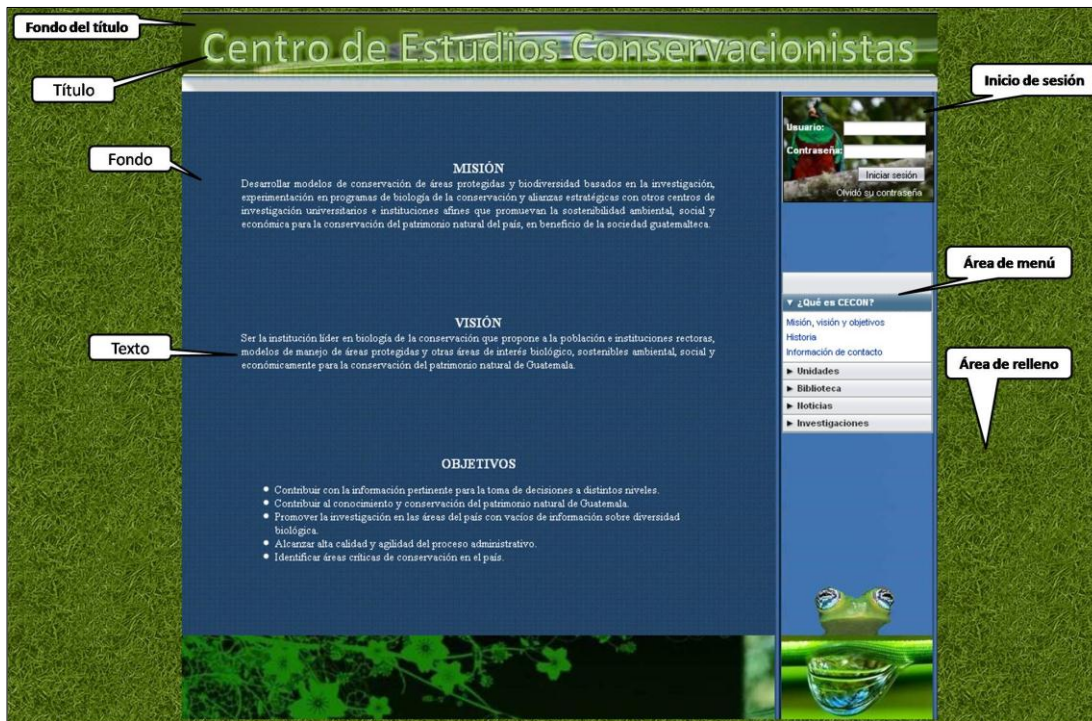 Fondo del título
Centro de Estudios Conservacionistas
Título
Inicio de sesión
Usuario:
Contraseña:
Iniciar sesión
Olvidó su contraseña
Fondo
MISIÓN
Desarrollar modelos de conservación de áreas protegidas y biodiversidad basados en la investigación,
experimentación en programas de biología de la conservación y alianzas estratégicas con otros centros de
investigación universitarios e instituciones afines que promuevan la sostenibilidad ambiental, social y
económica para la conservación del patrimonio natural del país, en beneficio de la sociedad guatemalteca.
Área de menú
▼ ¿Qué es CECON?
Misión, visión y objetivos
Historia
Información de contacto
► Unidades
► Biblioteca
► Noticias
► Investigaciones
VISIÓN
Ser la institución líder en biología de la conservación que propone a la población e instituciones rectoras,
modelos de manejo de áreas protegidas y otras áreas de interés biológico, sostenibles ambiental, social y
económicamente para la conservación del patrimonio natural de Guatemala.
Texto
Área de relleno
OBJETIVOS
● Contribuir con la información pertinente para la toma de decisiones a distintos niveles.
● Contribuir al conocimiento y conservación del patrimonio natural de Guatemala.
● Promover la investigación en las áreas del país con vacíos de información sobre diversidad
biológica.
● Alcanzar alta calidad y agilidad del proceso administrativo.
● Identificar áreas críticas de conservación en el país.